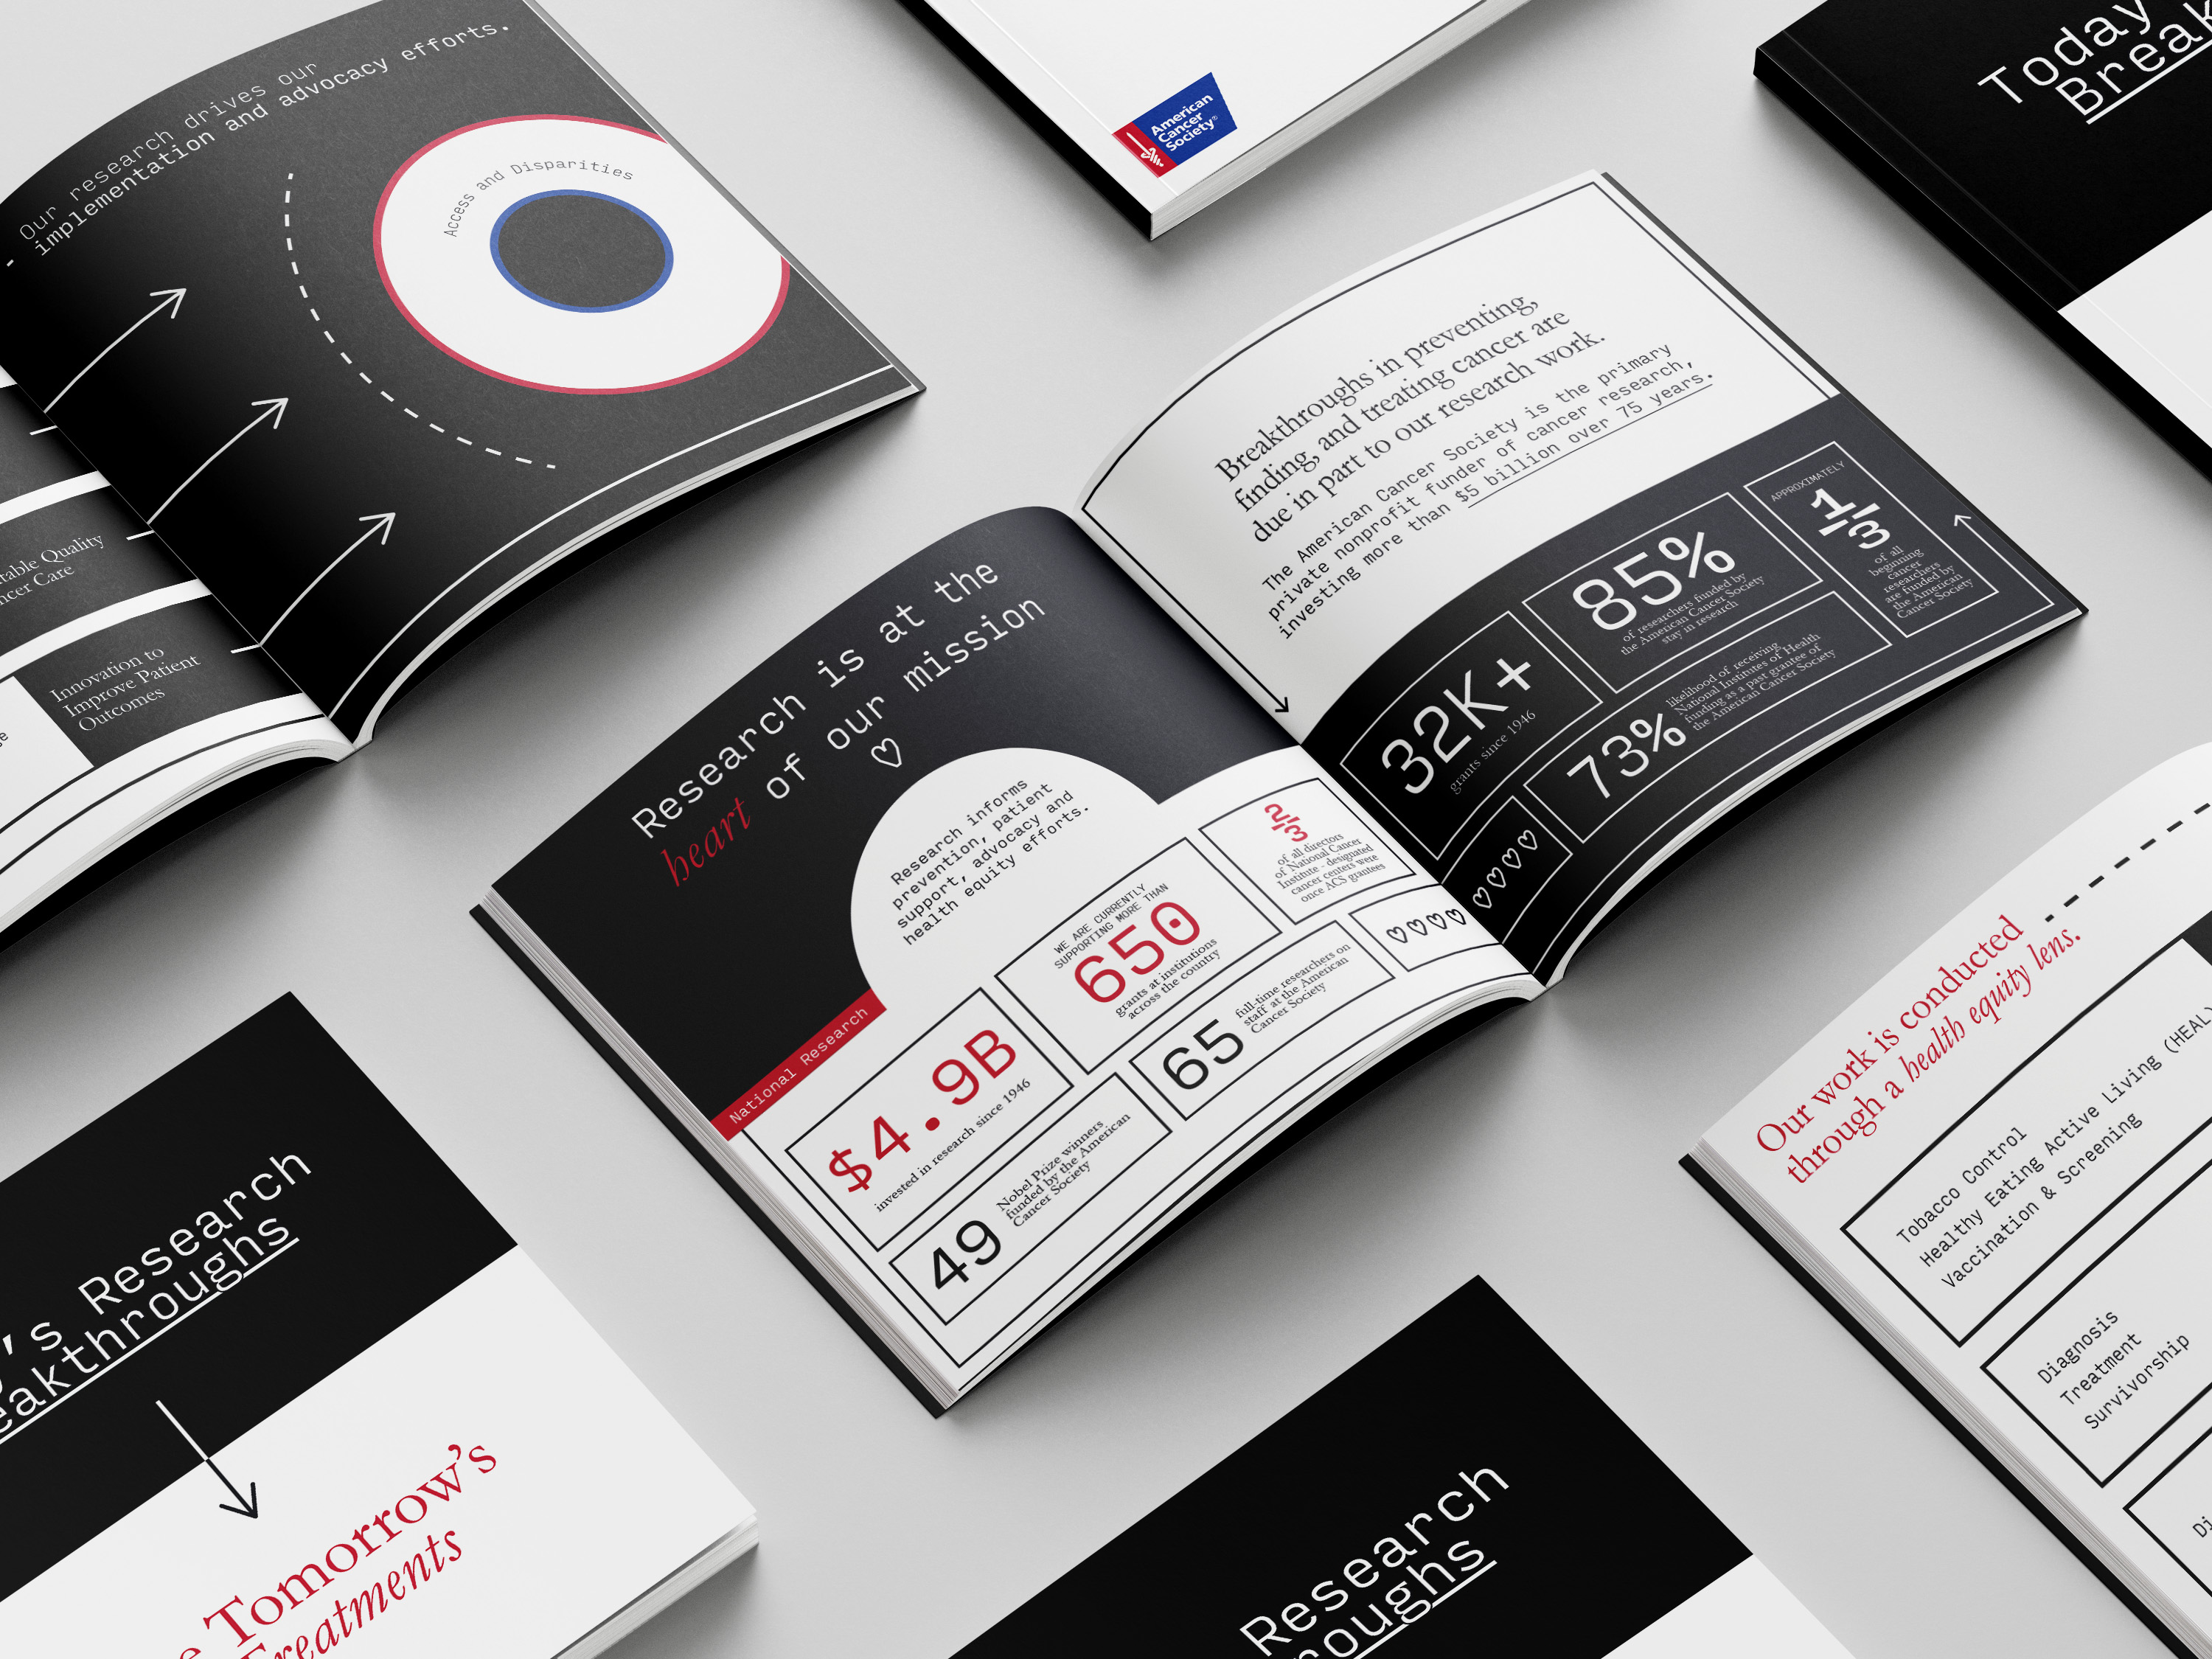 Our research drives our
implementation and advocacy efforts.
Access and Disparities
table Quality
ncer Care
Innovation to
Improve Patient
Outcomes
American
Cancer
Society®
Today
Break
Breakthroughs in preventing,
finding, and treating cancer are
due in part to our research work.
The American Cancer Society is the primary
private nonprofit funder of cancer research,
investing more than $5 billion over 75 years.
32K+
grants since 1946
85%
of researchers funded by
the American Cancer Society
stay in research
APPROXIMATELY
1/3
of all
beginning
cancer
researchers
are funded by
the American
Cancer Society
73%
likelihood of receiving
National Institutes of Health
funding as a past grantee of
the American Cancer Society
Research is at the
heart of our mission
Research informs
prevention, patient
support, advocacy and
health equity efforts.
National Research
$4.9B
invested in research since 1946
WE ARE CURRENTLY
SUPPORTING MORE THAN
650
grants at institutions
across the country
2/3
of all directors
of National Cancer
Institute - designated
cancer centers were
once ACS grantees
49
Nobel Prize winners
funded by the American
Cancer Society
65
full-time researchers on
staff at the American
Cancer Society
Our work is conducted
through a health equity lens.
Tobacco Control
Healthy Eating Active Living (HEAL)
Vaccination & Screening
Diagnosis
Treatment
Survivorship
Di
y's Research
eakthroughs
e Tomorrow's
Treatments
Research
roughs